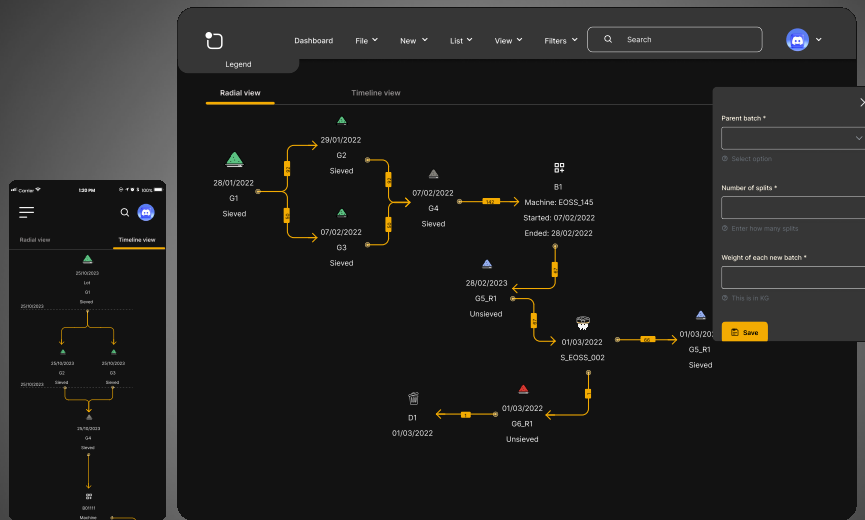 Dashboard
File
New
List
View
Filters
Search
Legend
Radial view
Timeline view
28/01/2022
G1
Sieved
29/01/2022
G2
Sieved
07/02/2022
G3
Sieved
07/02/2022
G4
Sieved
B1
Machine: EOSS_145
Started: 07/02/2022
Ended: 28/02/2022
28/02/2023
G5_R1
Unsieved
01/03/2022
S_EOSS_002
G5_R1
Sieved
01/03/2022
G6_R1
Unsieved
D1
01/03/2022
Parent batch *
Select option
Number of splits *
Enter how many splits
Weight of each new batch *
This is in KG
Save
Carrier
1:20 PM
100%
Radial view
Timeline view
25/10/2023
Lot
G1
Sieved
25/10/2023
25/10/2023
G2
Sieved
25/10/2023
G3
Sieved
25/10/2023
25/10/2023
G4
Sieved
B01111
Machine